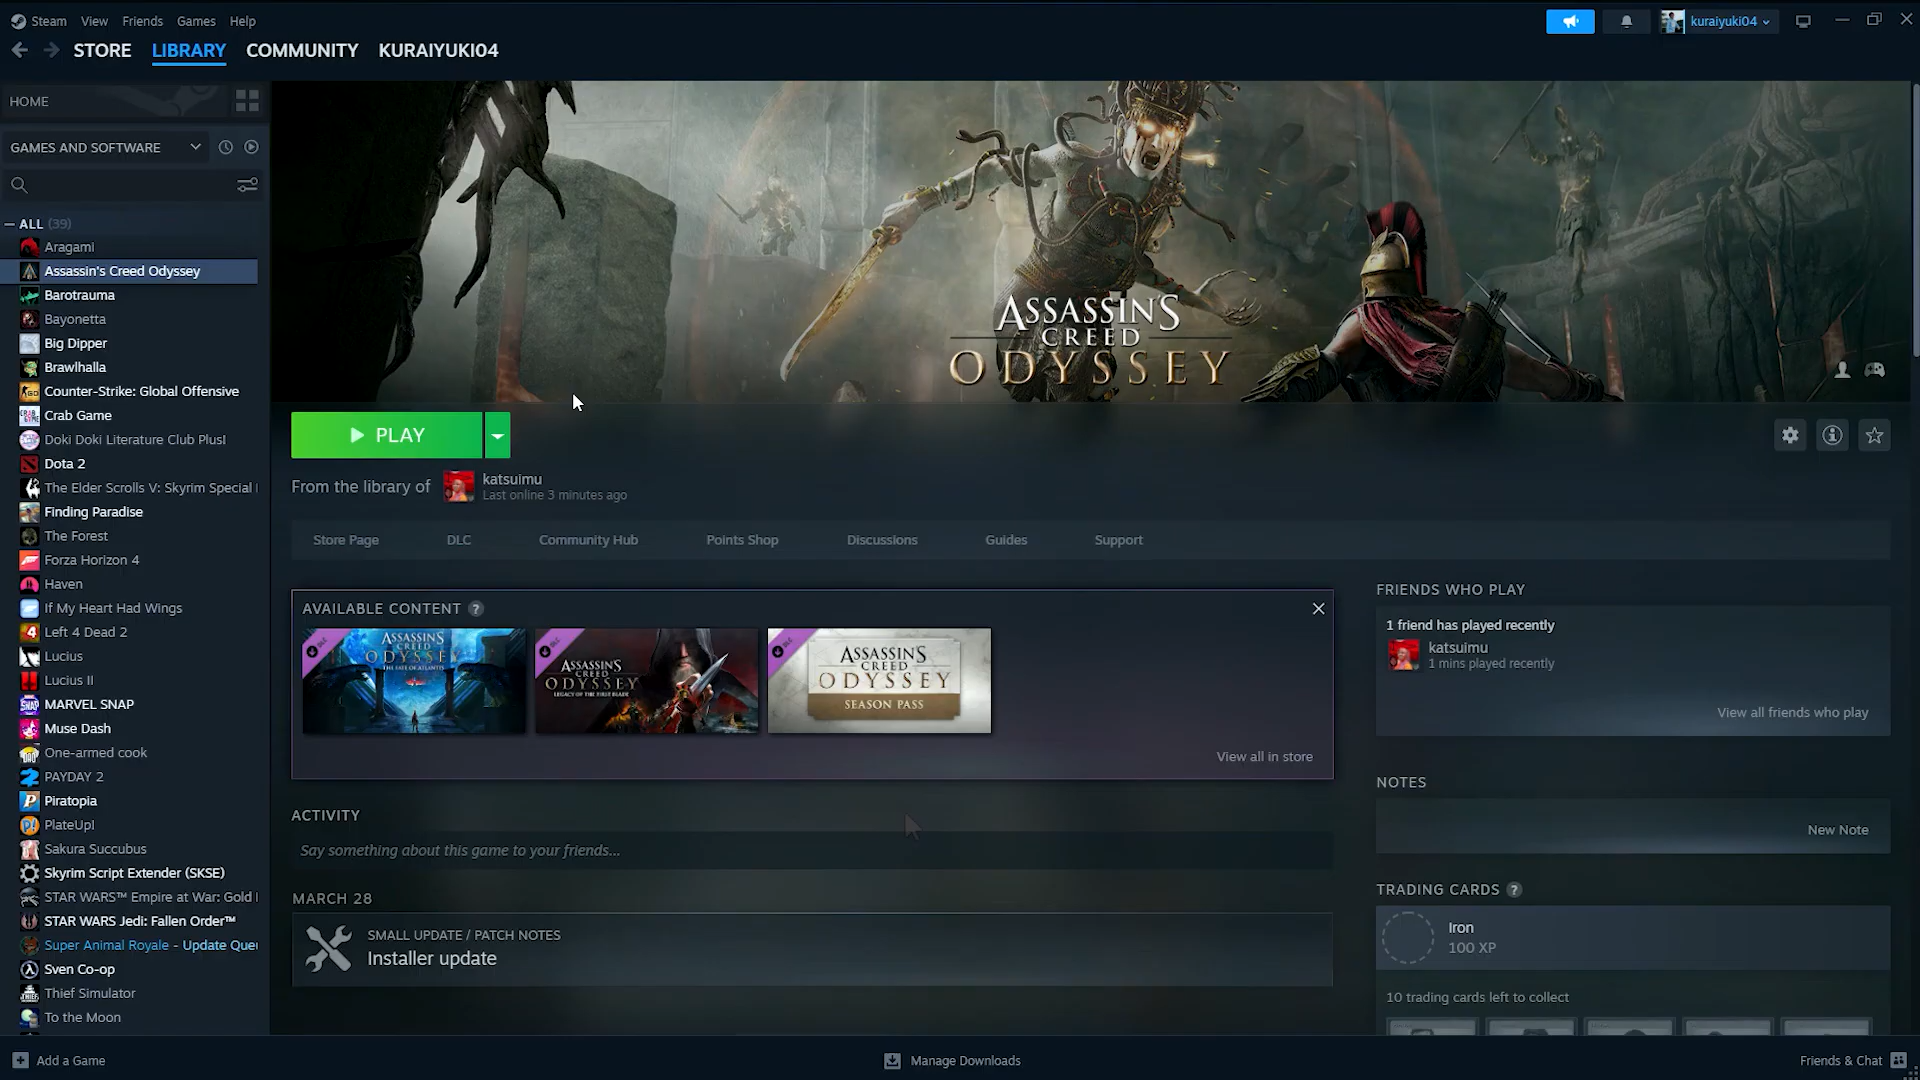 Steam View Friends Games Help
kuraiyuki04
STORE LIBRARY COMMUNITY KURAIYUKI04
HOME
GAMES AND SOFTWARE
ALL (39)
Aragami
Assassin's Creed Odyssey
Barotrauma
Bayonetta
Big Dipper
Brawlhalla
Counter-Strike: Global Offensive
Crab Game
Doki Doki Literature Club Plus!
Dota 2
The Elder Scrolls V: Skyrim Special
Finding Paradise
The Forest
Forza Horizon 4
Haven
If My Heart Had Wings
Left 4 Dead 2
Lucius
Lucius II
MARVEL SNAP
Muse Dash
One-armed cook
PAYDAY 2
Piratopia
PlateUp!
Sakura Succubus
Skyrim Script Extender (SKSE)
STAR WARS™ Empire at War: Gold
STAR WARS Jedi: Fallen Order™
Super Animal Royale - Update Que
Sven Co-op
Thief Simulator
To the Moon
ASSASSIN'S
CREED
ODYSSEY
PLAY
From the library of
katsuimu
Last online 3 minutes ago
Store Page DLC Community Hub Points Shop Discussions Guides Support
AVAILABLE CONTENT ?
ASSASSIN'S
CREED
ODYSSEY
THE FATE OF ATLANTIS
ASSASSIN'S
CREED
ODYSSEY
LEGACY OF THE FIRST BLADE
ASSASSIN'S
CREED
ODYSSEY
SEASON PASS
View all in store
ACTIVITY
Say something about this game to your friends...
MARCH 28
SMALL UPDATE / PATCH NOTES
Installer update
FRIENDS WHO PLAY
1 friend has played recently
katsuimu
1 mins played recently
View all friends who play
NOTES
New Note
TRADING CARDS ?
Iron
100 XP
10 trading cards left to collect
Add a Game
Manage Downloads
Friends & Chat